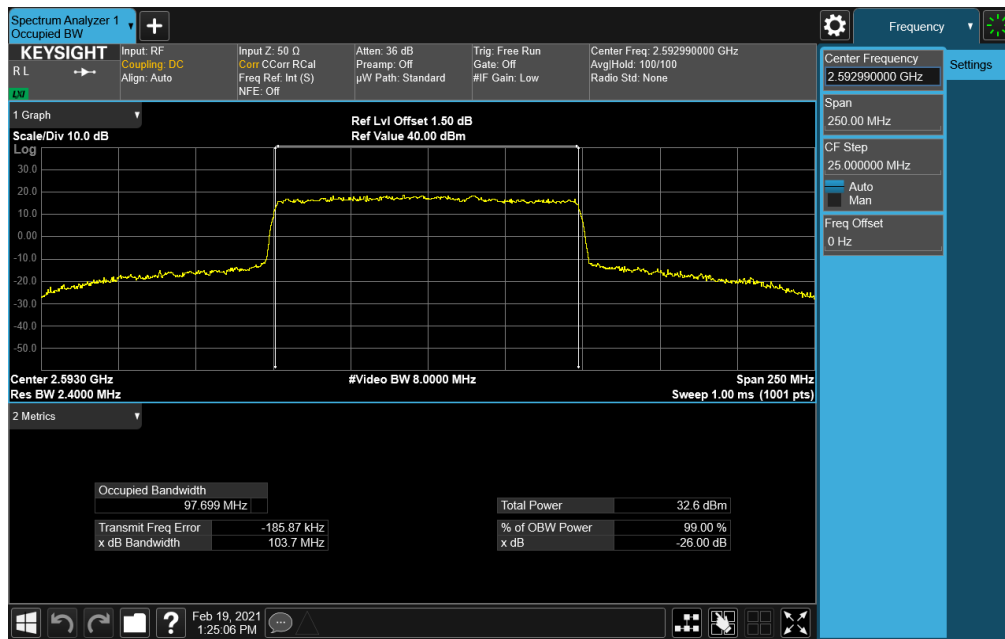 Spectrum Analyzer 1
Occupied BW
Frequency
KEYSIGHT
R L
LXI
Input: RF
Coupling: DC
Align: Auto
Input Z: 50 Ω
Corr CCorr RCal
Freq Ref: Int (S)
NFE: Off
Atten: 36 dB
Preamp: Off
µW Path: Standard
Trig: Free Run
Gate: Off
#IF Gain: Low
Center Freq: 2.592990000 GHz
Avg|Hold: 100/100
Radio Std: None
Center Frequency
2.592990000 GHz
Settings
Span
250.00 MHz
CF Step
25.000000 MHz
Auto
Man
Freq Offset
0 Hz
1 Graph
Scale/Div 10.0 dB
Ref Lvl Offset 1.50 dB
Ref Value 40.00 dBm
Log
30.0
20.0
10.0
0.00
-10.0
-20.0
-30.0
-40.0
-50.0
Center 2.5930 GHz
#Video BW 8.0000 MHz
Span 250 MHz
Res BW 2.4000 MHz
Sweep 1.00 ms (1001 pts)
2 Metrics
Occupied Bandwidth
97.699 MHz
Total Power 32.6 dBm
Transmit Freq Error -185.87 kHz
% of OBW Power 99.00 %
x dB Bandwidth 103.7 MHz
x dB -26.00 dB
Feb 19, 2021
1:25:06 PM